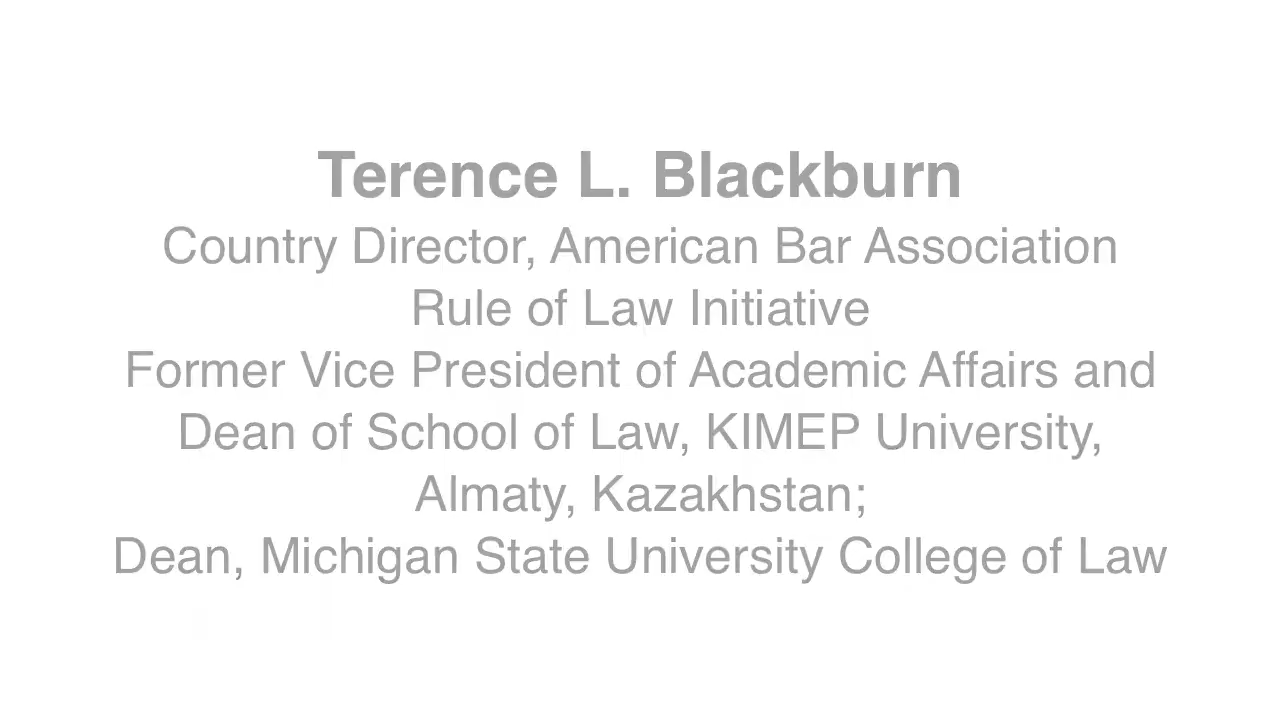 Terence L. Blackburn
Country Director, American Bar Association
Rule of Law Initiative
Former Vice President of Academic Affairs and
Dean of School of Law, KIMEP University,
Almaty, Kazakhstan;
Dean, Michigan State University College of Law